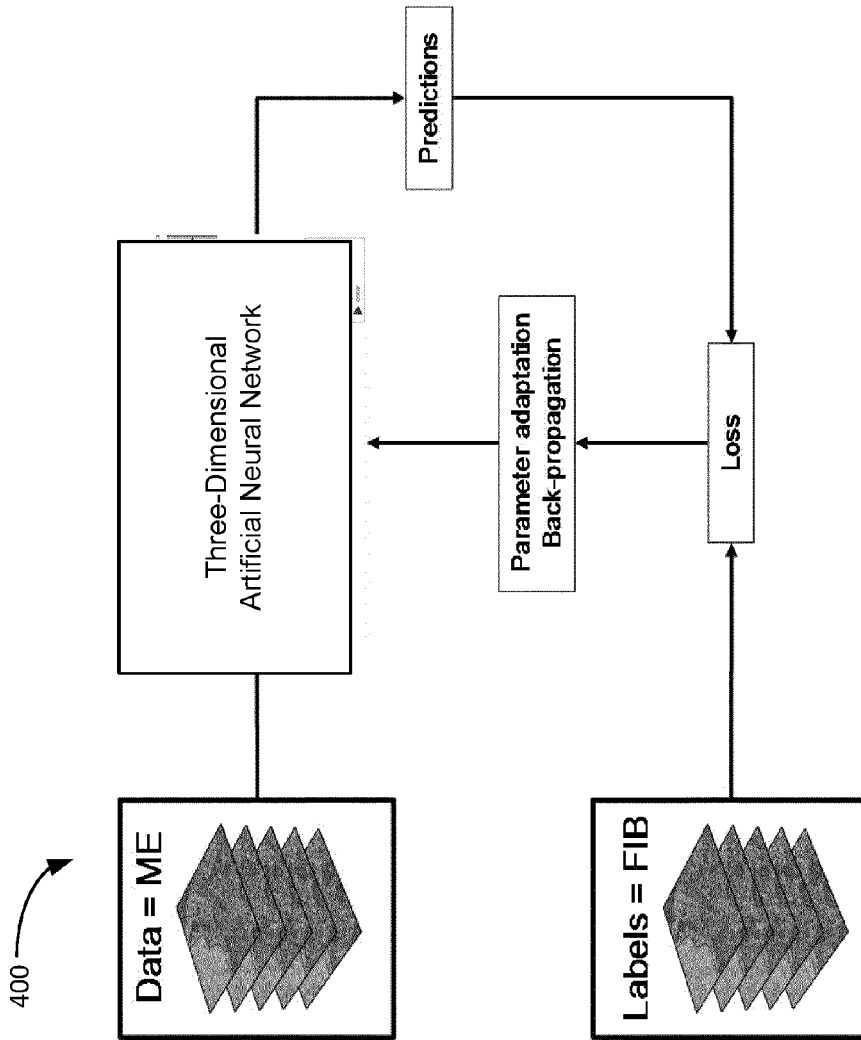 400
Data = ME
Three-Dimensional
Artificial Neural Network
Predictions
Parameter adaptation
Back-propagation
Labels = FIB
Loss